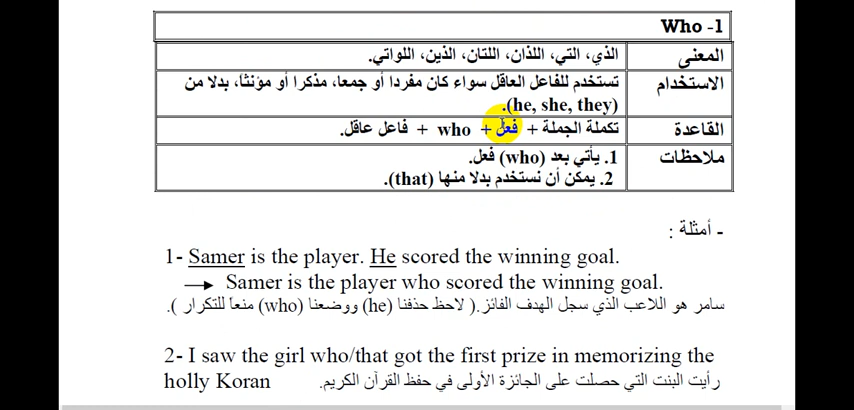 Who -1
المعنى الذي، التي، اللذان، اللتان، الذين، اللواتي.
الاستخدام تستخدم للفاعل العاقل سواء كان مفردا أو جمعا، مذكرا أو مؤنثا، بدلا من
(he, she, they).
القاعدة فاعل عاقل + who + فعل + تكملة الجملة.
ملاحظات 1. يأتي بعد (who) فعل.
2. يمكن أن نستخدم بدلا منها (that).
- أمثلة :
1- Samer is the player. He scored the winning goal.
→ Samer is the player who scored the winning goal.
سامر هو اللاعب الذي سجل الهدف الفائز.( لاحظ حذفنا (he) ووضعنا (who) منعاً للتكرار ).
2- I saw the girl who/that got the first prize in memorizing the
holly Koran رأيت البنت التي حصلت على الجائزة الأولى في حفظ القرآن الكريم.